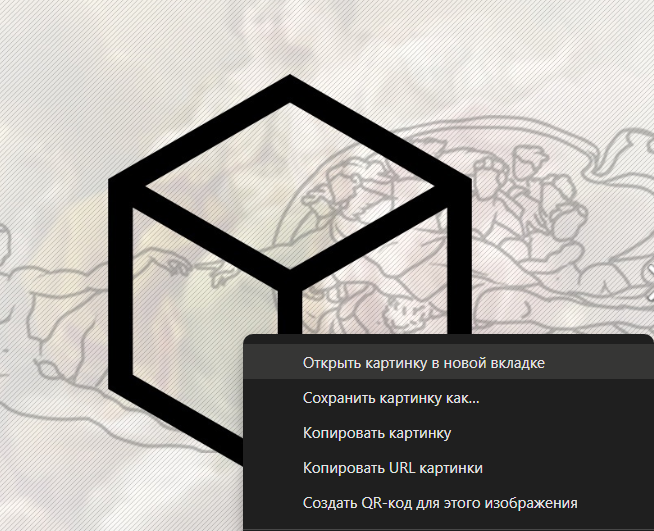 Открыть картинку в новой вкладке
Сохранить картинку как...
Копировать картинку
Копировать URL картинки
Создать QR-код для этого изображения